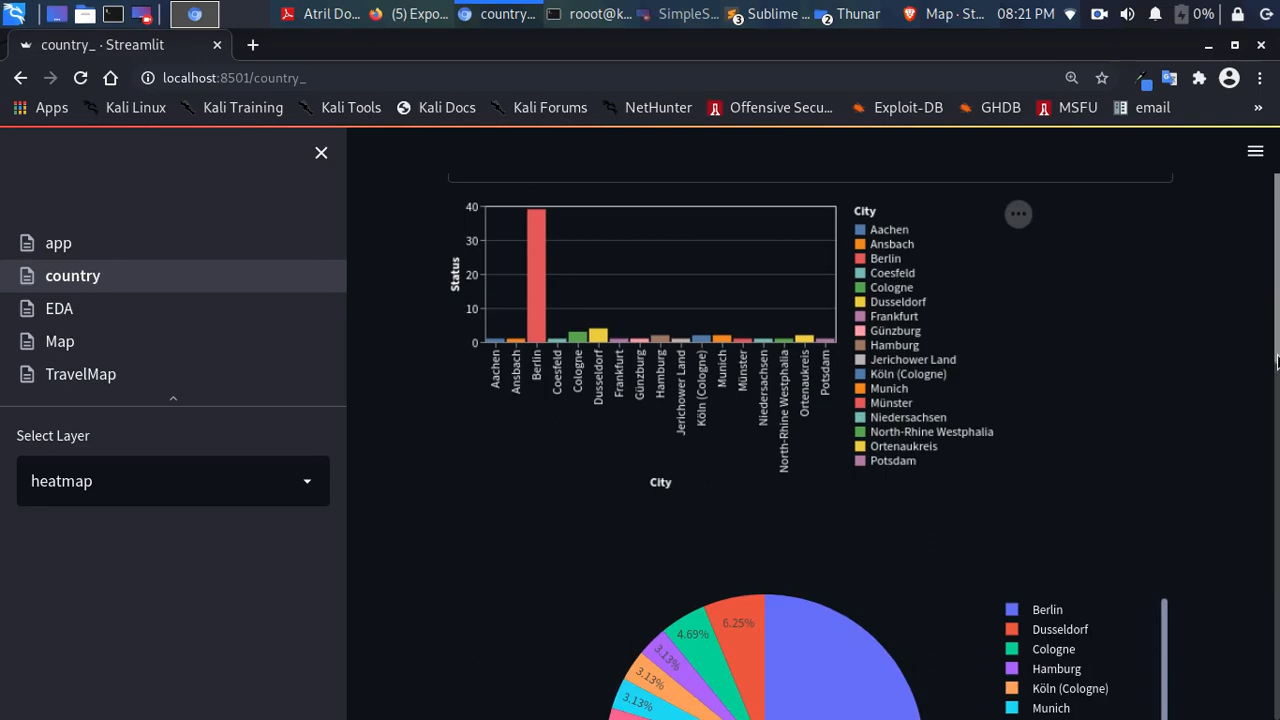 Atril Do...
(5) Expo...
country...
rooot@k...
SimpleS...
3
Sublime ...
2
Thunar
Map - St...
08:21 PM
0%
country_ · Streamlit
localhost:8501/country_
Apps
Kali Linux
Kali Training
Kali Tools
Kali Docs
Kali Forums
NetHunter
Offensive Secu...
Exploit-DB
GHDB
MSFU
email
»
app
country
EDA
Map
TravelMap
Select Layer
heatmap
40
30
20
10
0
Status
Aachen
Ansbach
Berlin
Coesfeld
Cologne
Dusseldorf
Frankfurt
Günzburg
Hamburg
Jerichower Land
Köln (Cologne)
Munich
Münster
Niedersachsen
North-Rhine Westphalia
Ortenaukreis
Potsdam
City
City
Aachen
Ansbach
Berlin
Coesfeld
Cologne
Dusseldorf
Frankfurt
Günzburg
Hamburg
Jerichower Land
Köln (Cologne)
Munich
Münster
Niedersachsen
North-Rhine Westphalia
Ortenaukreis
Potsdam
6.25%
4.69%
3.13%
3.13%
3.13%
Berlin
Dusseldorf
Cologne
Hamburg
Köln (Cologne)
Munich